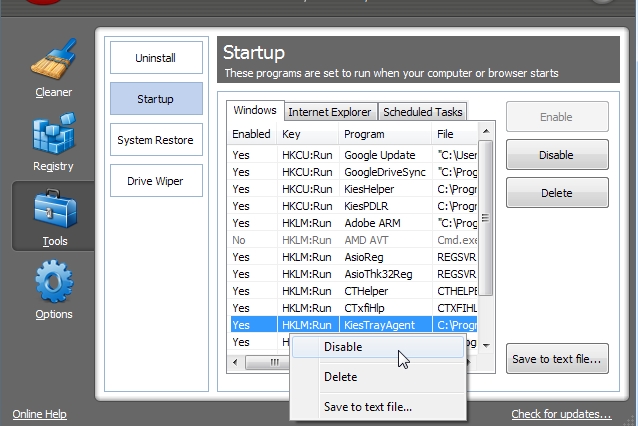 Cleaner
Registry
Tools
Options
Online Help
Uninstall
Startup
System Restore
Drive Wiper
Startup
These programs are set to run when your computer or browser starts
Windows Internet Explorer Scheduled Tasks
Enabled Key Program File
Yes HKCU:Run Google Update "C:\User
Yes HKCU:Run GoogleDriveSync "C:\Prog
Yes HKCU:Run KiesHelper C:\Progr
Yes HKCU:Run KiesPDLR C:\Progr
Yes HKLM:Run Adobe ARM "C:\Prog
No HKLM:Run AMD AVT Cmd.exe
Yes HKLM:Run AsioReg REGSVR
Yes HKLM:Run AsioThk32Reg REGSVR
Yes HKLM:Run CTHelper CTHELP
Yes HKLM:Run CTxfiHlp CTXFIHL
Yes HKLM:Run KiesTrayAgent C:\Progr
Yes
Disable
Delete
Save to text file...
Enable
Disable
Delete
Save to text file...
Check for updates...